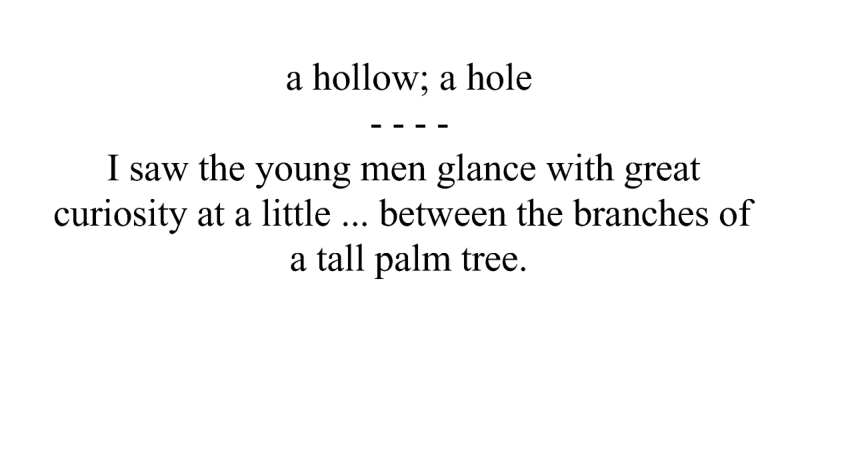 a hollow; a hole
- - - -
I saw the young men glance with great
curiosity at a little ... between the branches of
a tall palm tree.